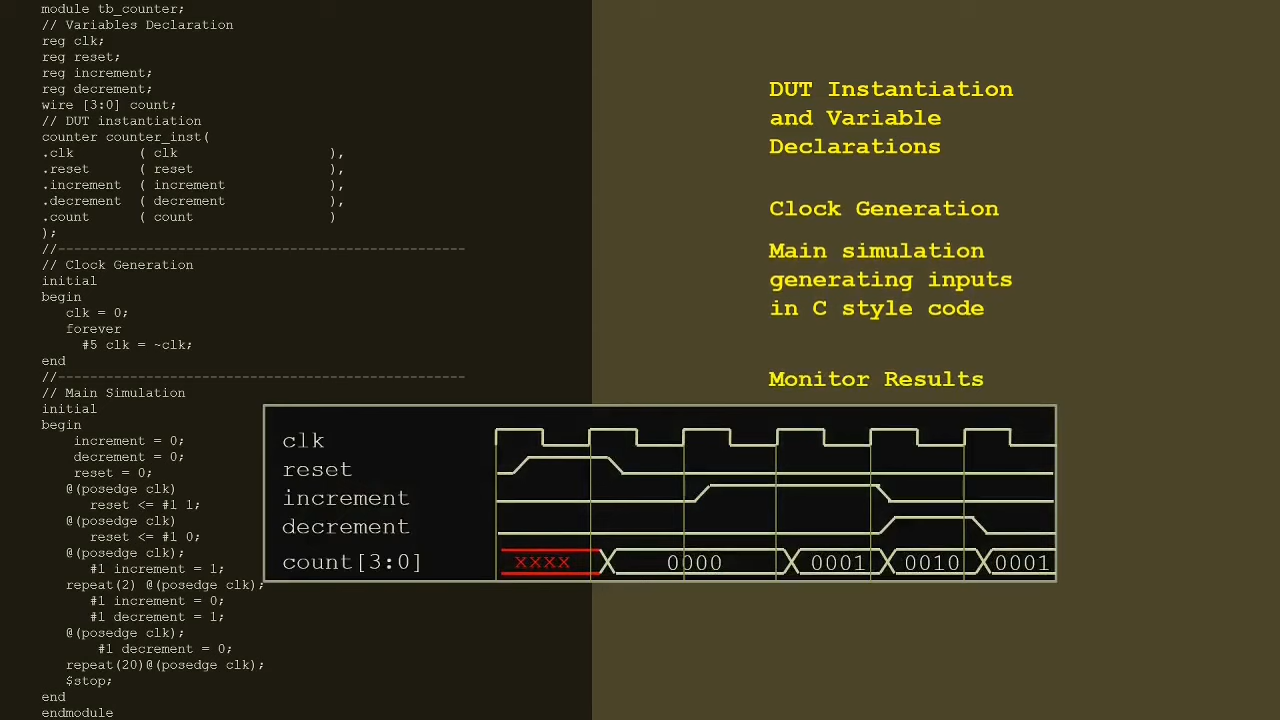 module tb_counter;
// Variables Declaration
reg clk;
reg reset;
reg increment;
reg decrement;
wire [3:0] count;
// DUT instantiation
counter counter_inst(
.clk ( clk ),
.reset ( reset ),
.increment ( increment ),
.decrement ( decrement ),
.count ( count )
);
//---------------------------------------------------
// Clock Generation
initial
begin
clk = 0;
forever
#5 clk = ~clk;
end
//---------------------------------------------------
// Main Simulation
initial
begin
increment = 0;
decrement = 0;
reset = 0;
@(posedge clk)
reset <= #1 1;
@(posedge clk)
reset <= #1 0;
@(posedge clk);
#1 increment = 1;
repeat(2) @(posedge clk);
#1 increment = 0;
#1 decrement = 1;
@(posedge clk);
#1 decrement = 0;
repeat(20)@(posedge clk);
$stop;
end
endmodule
DUT Instantiation
and Variable
Declarations
Clock Generation
Main simulation
generating inputs
in C style code
Monitor Results
clk
reset
increment
decrement
count[3:0] xxxx 0000 0001 0010 0001